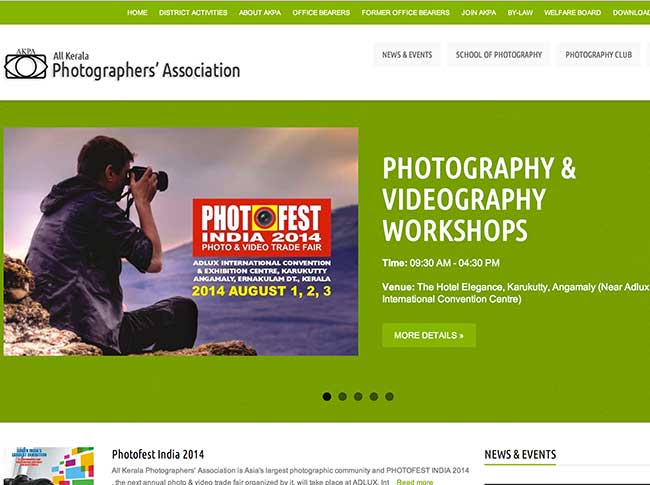 HOME DISTRICT ACTIVITIES ABOUT AKPA OFFICE BEARERS FORMER OFFICE BEARERS JOIN AKPA BY-LAW WELFARE BOARD DOWNLOAD
AKPA
All Kerala
Photographers' Association
NEWS & EVENTS SCHOOL OF PHOTOGRAPHY PHOTOGRAPHY CLUB
PHOTOFEST
INDIA 2014
PHOTO & VIDEO TRADE FAIR
ADLUX INTERNATIONAL CONVENTION
& EXHIBITION CENTRE, KARUKUTTY
ANGAMALY, ERNAKULAM DT., KERALA
2014 AUGUST 1, 2, 3
PHOTOGRAPHY &
VIDEOGRAPHY
WORKSHOPS
Time: 09:30 AM - 04:30 PM
Venue: The Hotel Elegance, Karukutty, Angamaly (Near Adlux
International Convention Centre)
MORE DETAILS »
Photofest India 2014
All Kerala Photographers' Association is Asia's largest photographic community and PHOTOFEST INDIA 2014
, the next annual photo & video trade fair organized by it, will take place at ADLUX, Int Read more
NEWS & EVENTS